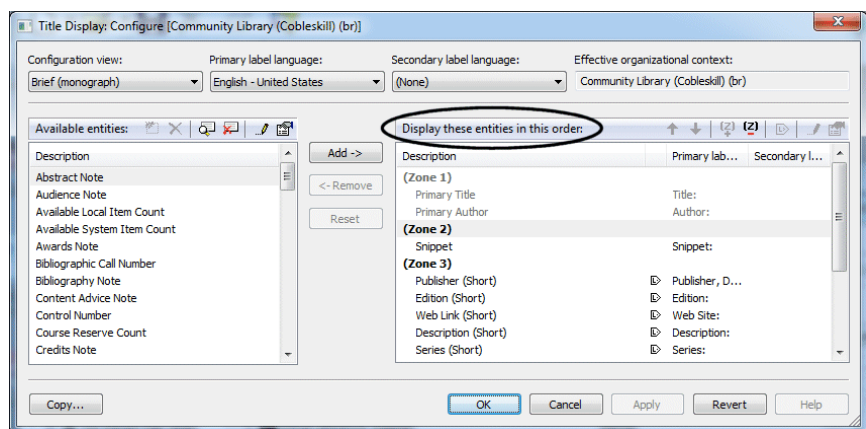 Title Display: Configure [Community Library (Cobleskill) (br)]
Configuration view: Primary label language: Secondary label language: Effective organizational context:
Brief (monograph) English - United States (None) Community Library (Cobleskill) (br)
Available entities:
Description
Abstract Note
Audience Note
Available Local Item Count
Available System Item Count
Awards Note
Bibliographic Call Number
Bibliography Note
Content Advice Note
Control Number
Course Reserve Count
Credits Note
Add ->
<- Remove
Reset
Display these entities in this order:
Description Primary lab... Secondary l...
(Zone 1)
Primary Title Title:
Primary Author Author:
(Zone 2)
Snippet Snippet:
(Zone 3)
Publisher (Short) Publisher, D...
Edition (Short) Edition:
Web Link (Short) Web Site:
Description (Short) Description:
Series (Short) Series:
Copy... OK Cancel Apply Revert Help